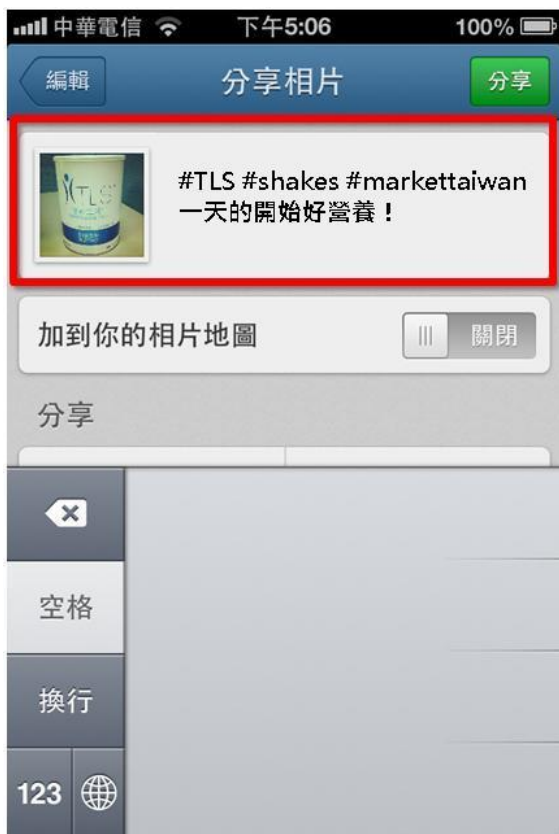 中華電信 下午5:06 100%
編輯 分享相片 分享
TLS
#TLS #shakes #markettaiwan
一天的開始好營養！
加到你的相片地圖 關閉
分享
空格
換行
123